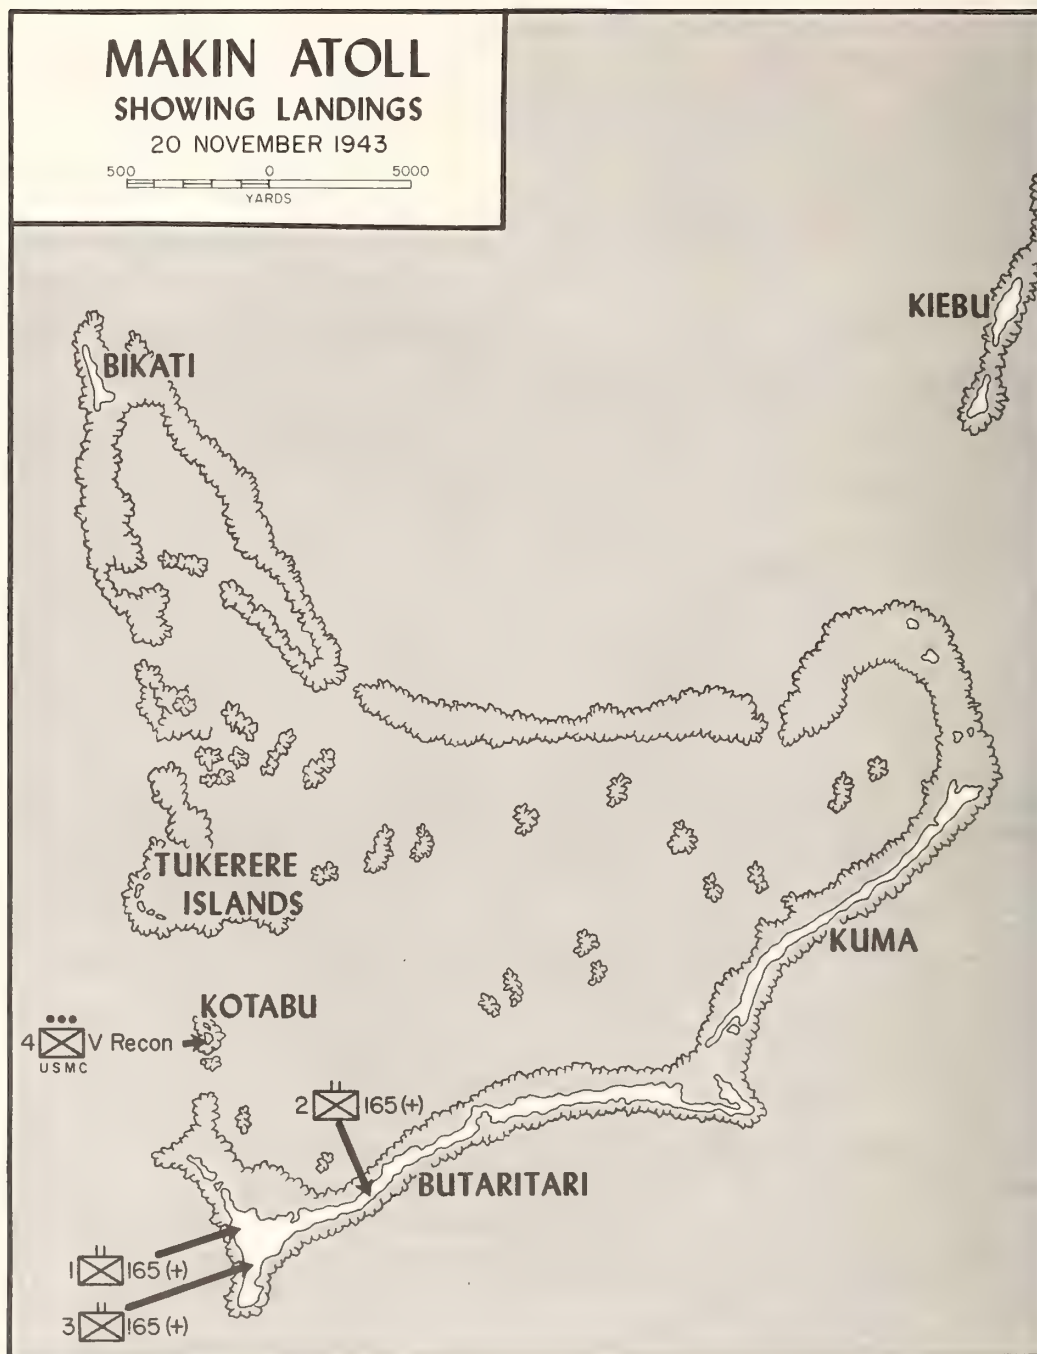 MAKIN ATOLL
SHOWING LANDINGS
20 NOVEMBER 1943
500 0 5000
YARDS
KIEBU
BIKATI
TUKERERE
ISLANDS
KUMA
KOTABU
4 V Recon
USMC
2 165 (+)
BUTARITARI
1 165 (+)
3 165 (+)